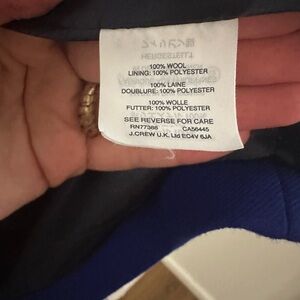 100% WOOL
LINING: 100% POLYESTER
100% LAINE
DOUBLURE: 100% POLYESTER
100% WOLLE
FUTTER: 100% POLYESTER
SEE REVERSE FOR CARE
RN77388 CA56445
J.CREW U.K. Ltd EC4V 6JA